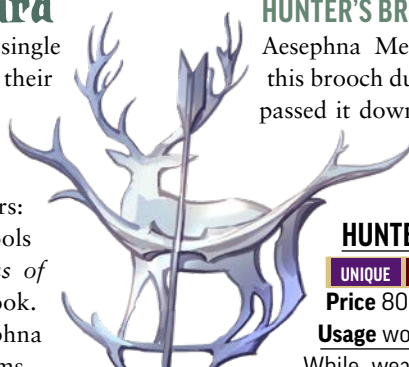 single
their
rs:
ools
s of
ook.
phna
HUNTER'S BR
Aesephna Me
this brooch du
passed it down
HUNTE
UNIQUE
Price 80
Usage wo
While wea